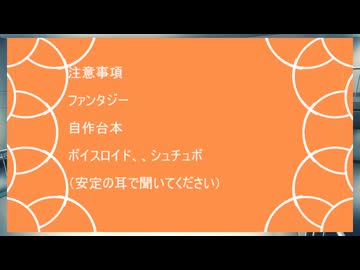 注意事項
ファンタジー
自作台本
ボイスロイド、、シュチュボ
(安定の耳で聞いてください)